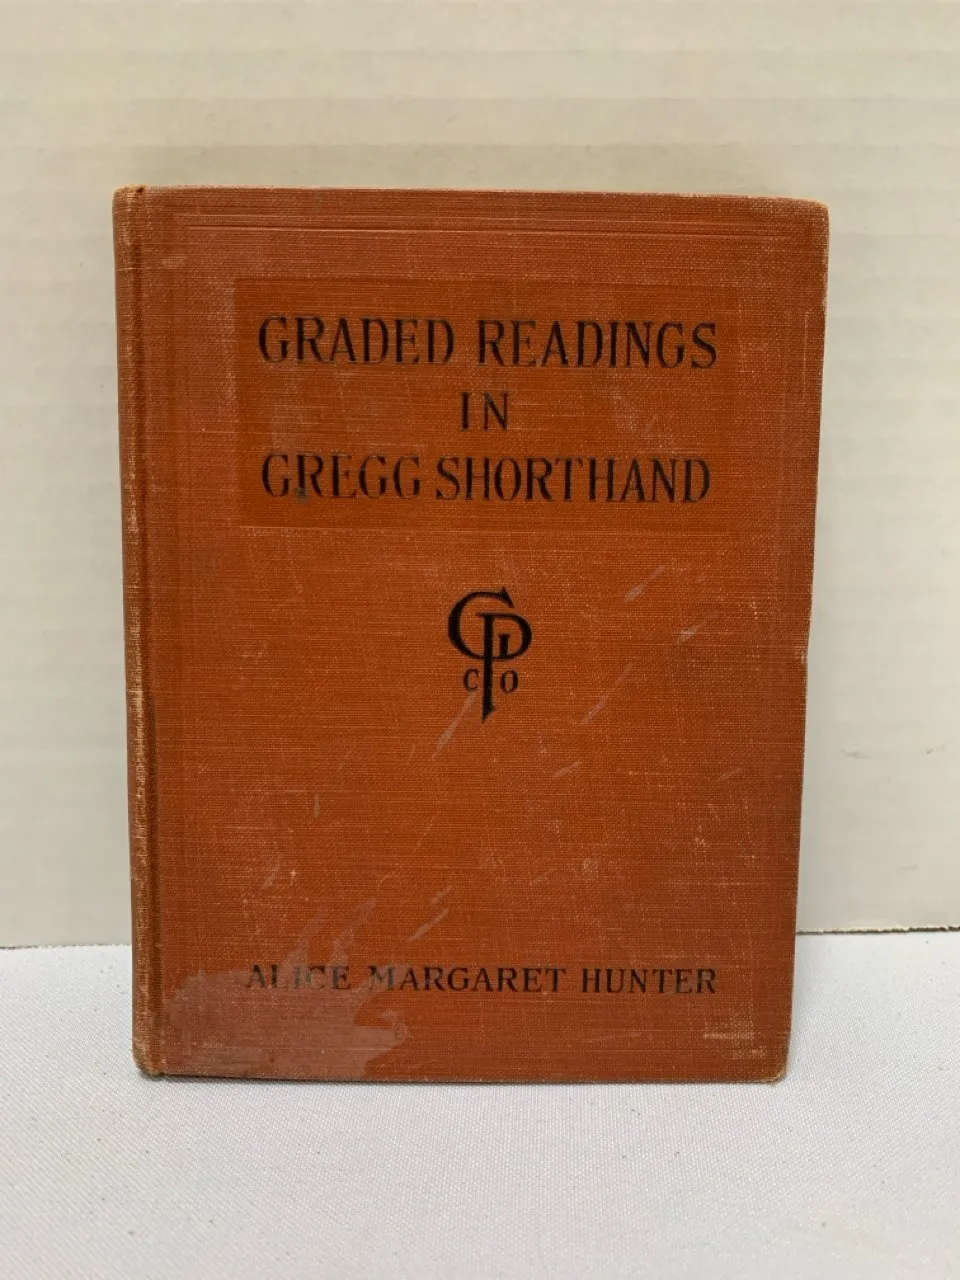 GRADED READINGS
IN
GREGG SHORTHAND
GP
CO
ALICE MARGARET HUNTER